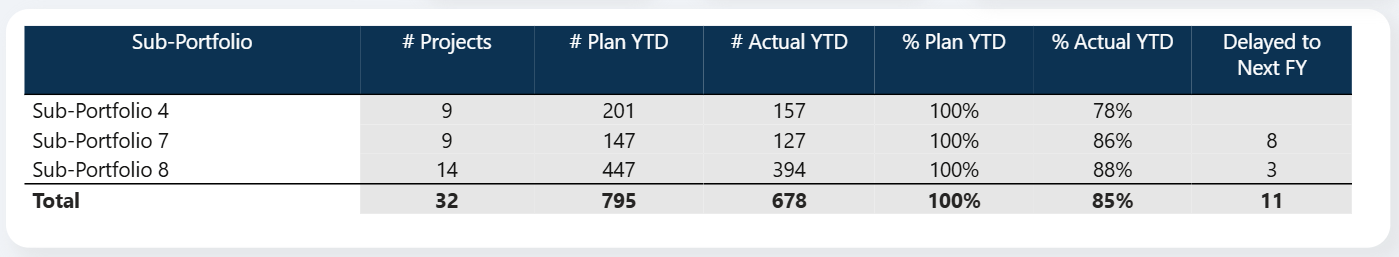 Sub-Portfolio # Projects # Plan YTD # Actual YTD % Plan YTD % Actual YTD Delayed to
Next FY
Sub-Portfolio 4 9 201 157 100% 78%
Sub-Portfolio 7 9 147 127 100% 86% 8
Sub-Portfolio 8 14 447 394 100% 88% 3
Total 32 795 678 100% 85% 11